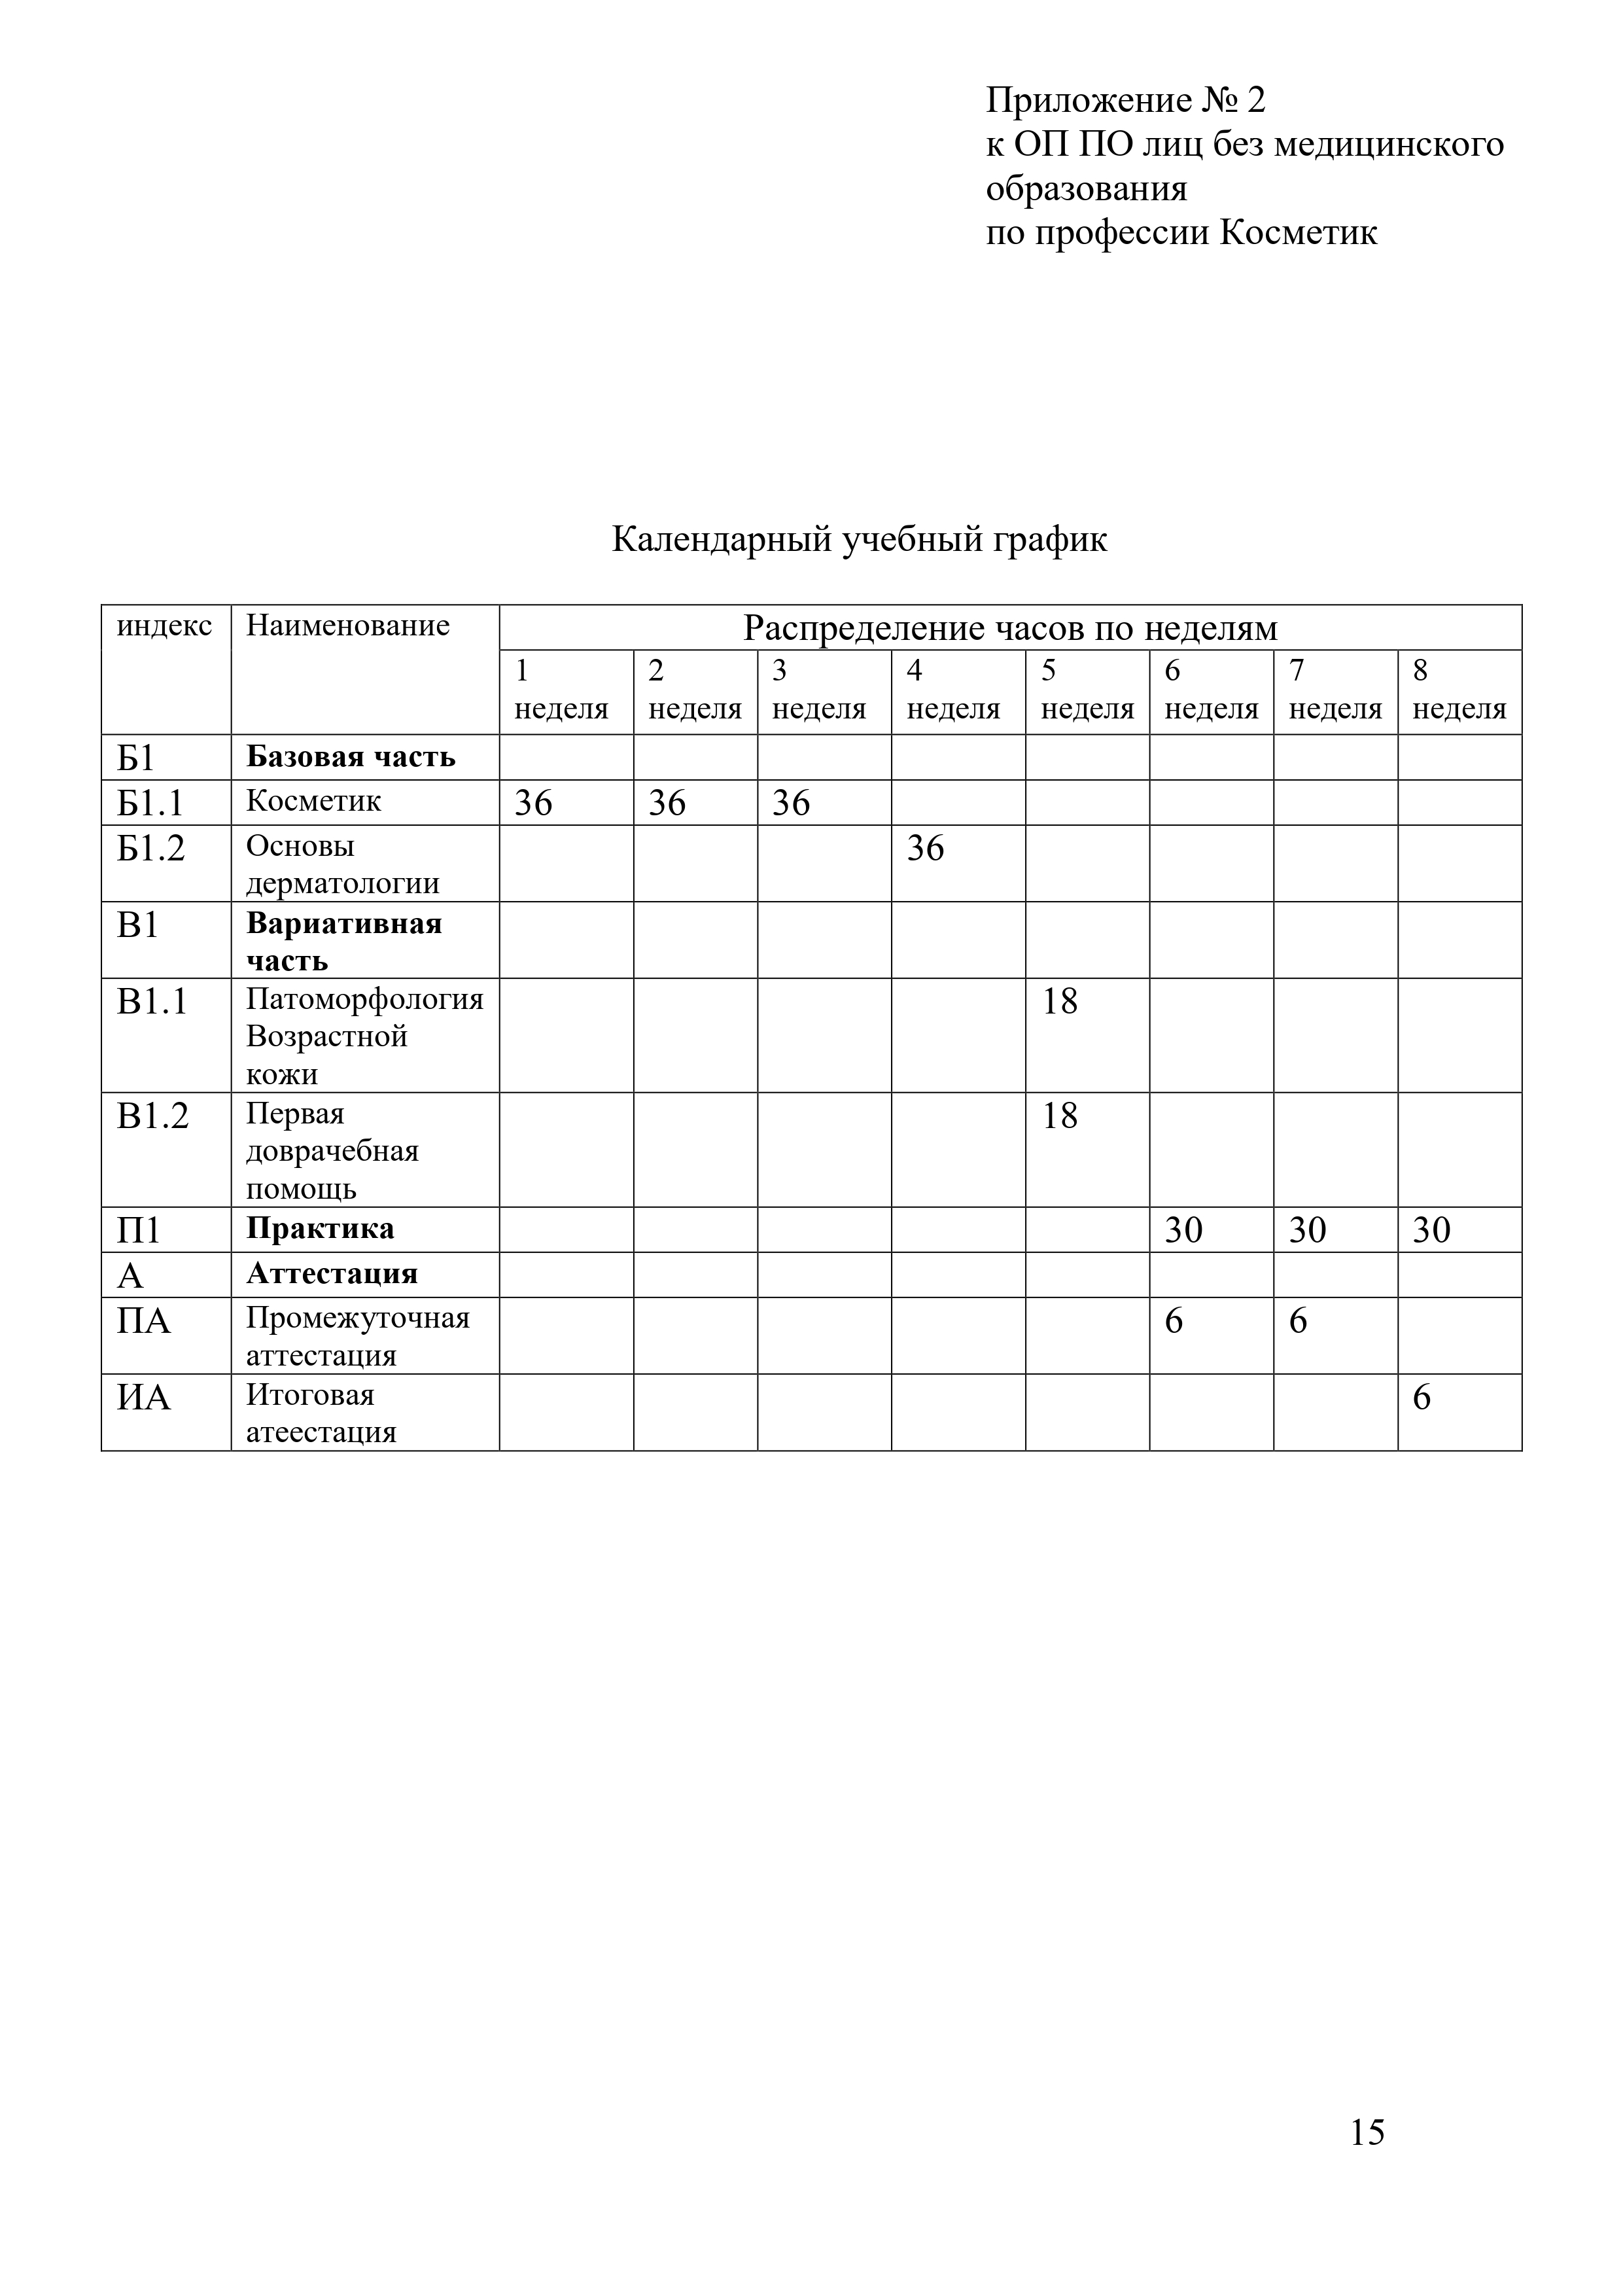 Приложение № 2
к ОП ПО лиц без медицинского
образования
по профессии Косметик
Календарный учебный график
индекс Наименование Распределение часов по неделям
1 2 3 4 5 6 7 8
неделя неделя неделя неделя неделя неделя неделя неделя
Б1 Базовая часть
Б1.1 Косметик 36 36 36
Б1.2 Основы 36
дерматологии
В1 Вариативная
часть
В1.1 Патоморфология 18
Возрастной
кожи
В1.2 Первая 18
доврачебная
помощь
П1 Практика 30 30 30
А Аттестация
ПА Промежуточная 6 6
аттестация
ИА Итоговая 6
атеестация
15